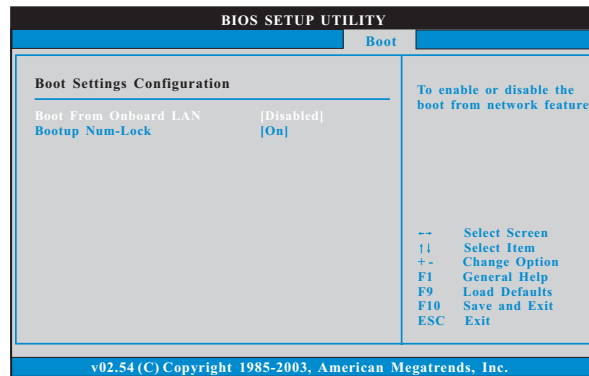 BIOS SETUP UTILITY
Boot
Boot Settings Configuration
Boot From Onboard LAN [Disabled]
Bootup Num-Lock [On]
To enable or disable the
boot from network feature
←→ Select Screen
↑↓ Select Item
+- Change Option
F1 General Help
F9 Load Defaults
F10 Save and Exit
ESC Exit
v02.54 (C) Copyright 1985-2003, American Megatrends, Inc.